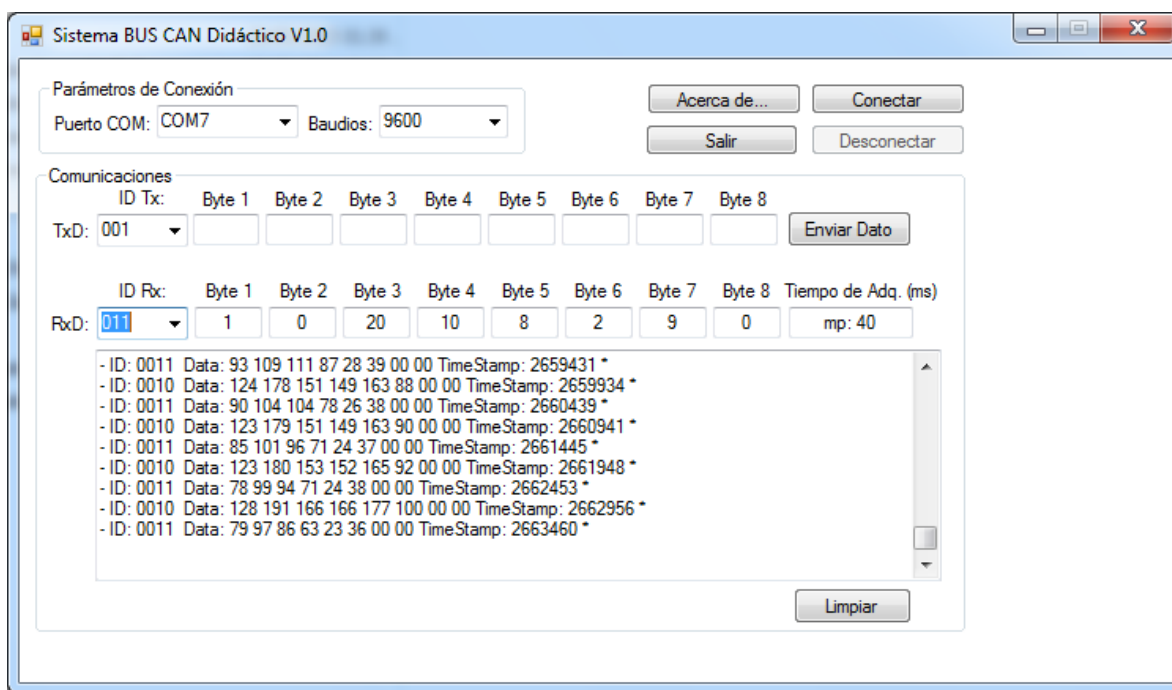 Sistema BUS CAN Didáctico V1.0
Parámetros de Conexión
Puerto COM: COM7 Baudios: 9600
Acerca de... Conectar
Salir Desconectar
Comunicaciones
ID Tx: Byte 1 Byte 2 Byte 3 Byte 4 Byte 5 Byte 6 Byte 7 Byte 8
TxD: 001 Enviar Dato
ID Rx: Byte 1 Byte 2 Byte 3 Byte 4 Byte 5 Byte 6 Byte 7 Byte 8 Tiempo de Adq. (ms)
RxD: 011 1 0 20 10 8 2 9 0 mp: 40
- ID: 0011 Data: 93 109 111 87 28 39 00 00 TimeStamp: 2659431 *
- ID: 0010 Data: 124 178 151 149 163 88 00 00 TimeStamp: 2659934 *
- ID: 0011 Data: 90 104 104 78 26 38 00 00 TimeStamp: 2660439 *
- ID: 0010 Data: 123 179 151 149 163 90 00 00 TimeStamp: 2660941 *
- ID: 0011 Data: 85 101 96 71 24 37 00 00 TimeStamp: 2661445 *
- ID: 0010 Data: 123 180 153 152 165 92 00 00 TimeStamp: 2661948 *
- ID: 0011 Data: 78 99 94 71 24 38 00 00 TimeStamp: 2662453 *
- ID: 0010 Data: 128 191 166 166 177 100 00 00 TimeStamp: 2662956 *
- ID: 0011 Data: 79 97 86 63 23 36 00 00 TimeStamp: 2663460 *
Limpiar